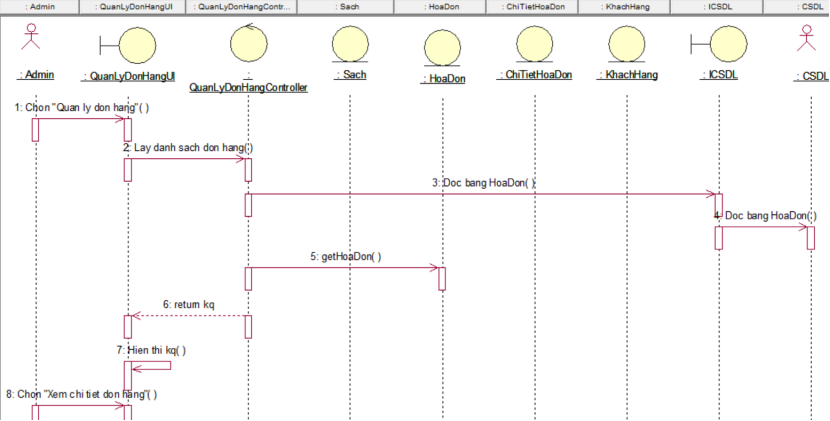 : Admin
: QuanLyDonHangUI
: QuanLyDonHangContr...
: Sach
: HoaDon
: ChiTietHoaDon
: KhachHang
: ICSDL
: CSDL
: Admin
: QuanLyDonHangUI
:
QuanLyDonHangController
: Sach
: HoaDon
: ChiTietHoaDon
: KhachHang
: ICSDL
: CSDL
1: Chon "Quan ly don hang"( )
2: Lay danh sach don hang( )
3: Doc bang HoaDon( )
4: Doc bang HoaDon( )
5: getHoaDon( )
6: return kq
7: Hien thi kq( )
8: Chon "Xem chi tiet don hang"( )